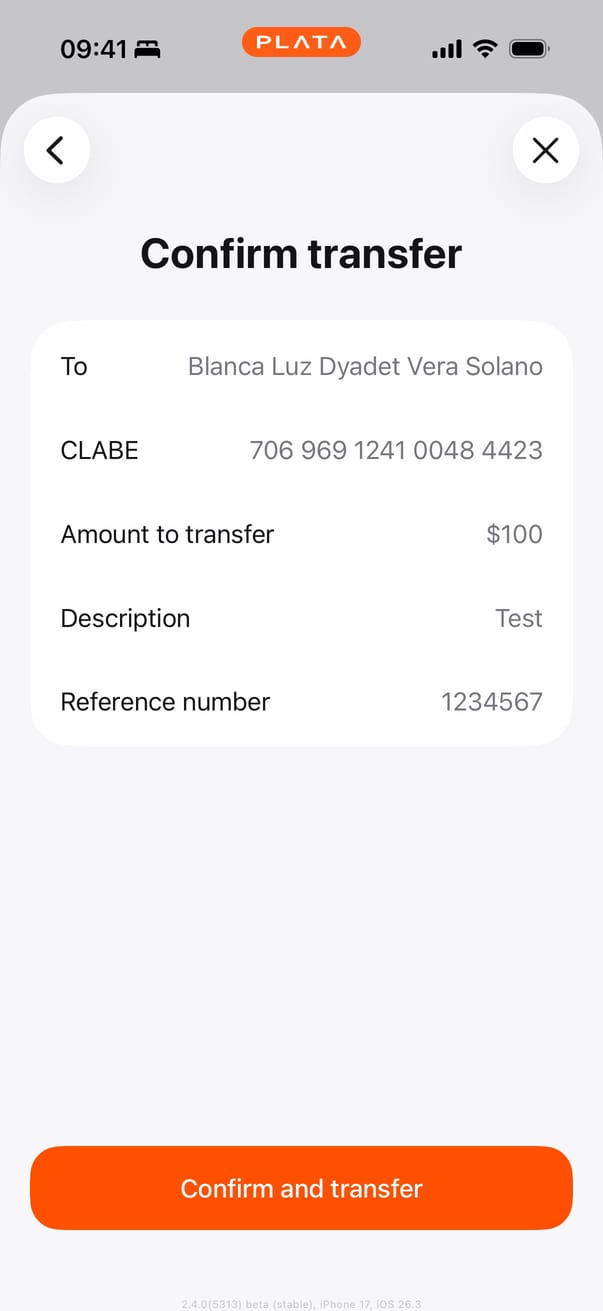 09:41
PLATA
Confirm transfer
To Blanca Luz Dyadet Vera Solano
CLABE 706 969 1241 0048 4423
Amount to transfer $100
Description Test
Reference number 1234567
Confirm and transfer
2.4.0(5313) beta (stable), iPhone 17, iOS 26.3